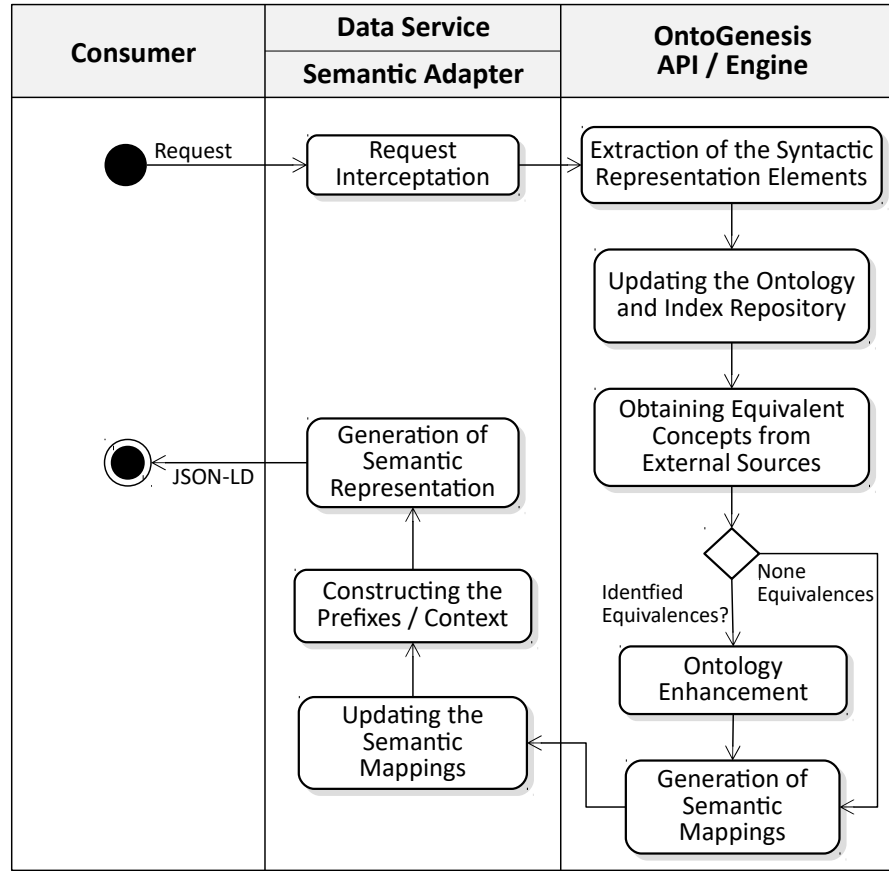 Consumer
Data Service
Semantic Adapter
OntoGenesis
API / Engine
Request
Request
Interceptation
Extraction of the Syntactic
Representation Elements
Updating the Ontology
and Index Repository
Obtaining Equivalent
Concepts from
External Sources
Generation of
Semantic
Representation
JSON-LD
None
Equivalences
Identfied
Equivalences?
Constructing the
Prefixes / Context
Ontology
Enhancement
Updating the
Semantic
Mappings
Generation of
Semantic
Mappings